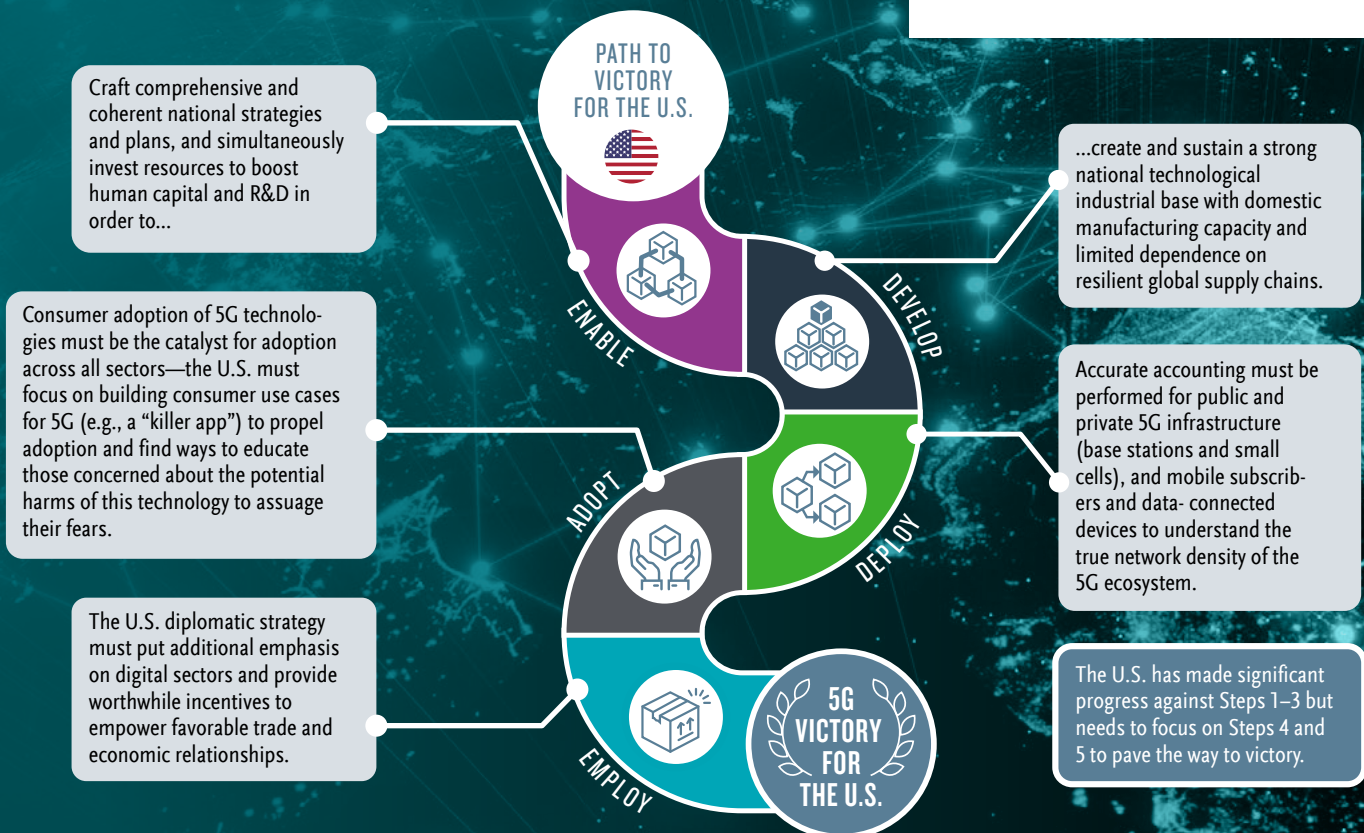 PATH TO
VICTORY
FOR THE U.S.
Craft comprehensive and
coherent national strategies
and plans, and simultaneously
invest resources to boost
human capital and R&D in
order to...
ENABLE
...create and sustain a strong
national technological
industrial base with domestic
manufacturing capacity and
limited dependence on
resilient global supply chains.
DEVELOP
Accurate accounting must be
performed for public and
private 5G infrastructure
(base stations and small
cells), and mobile subscrib-
ers and data- connected
devices to understand the
true network density of the
5G ecosystem.
DEPLOY
Consumer adoption of 5G technolo-
gies must be the catalyst for adoption
across all sectors—the U.S. must
focus on building consumer use cases
for 5G (e.g., a “killer app”) to propel
adoption and find ways to educate
those concerned about the potential
harms of this technology to assuage
their fears.
ADOPT
The U.S. diplomatic strategy
must put additional emphasis
on digital sectors and provide
worthwhile incentives to
empower favorable trade and
economic relationships.
EMPLOY
5G
VICTORY
FOR
THE U.S.
The U.S. has made significant
progress against Steps 1–3 but
needs to focus on Steps 4 and
5 to pave the way to victory.